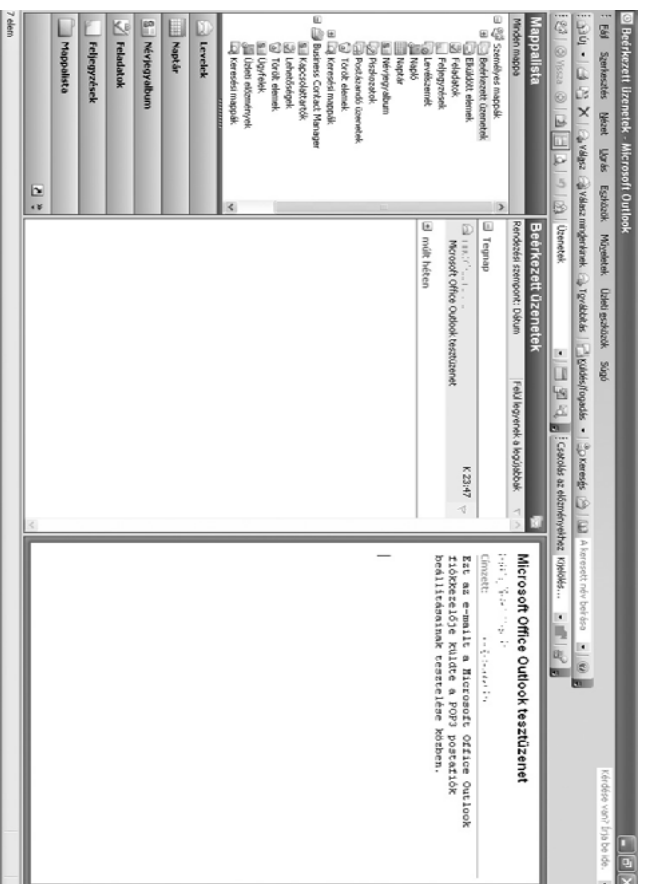 Beérkezett üzenetek - Microsoft Outlook
Fájl Szerkesztés Nézet Ugrás Eszközök Műveletek Üzleti eszközök Súgó
Kérdése van? Írja be ide.
Új Válasz Válasz mindenkinek Továbbítás Küldés/fogadás Keresés A keresett név beírása
Vissza Üzenetek Csatolás az előzményekhez Kijelölés...
Mappalista
Minden mappa
Személyes mappák
Beérkezett üzenetek
Elküldött elemek
Feladatok
Feljegyzések
Levélszemét
Napló
Naptár
Névjegyalbum
Piszkozatok
Postázandó üzenetek
Törölt elemek
Keresési mappák
Business Contact Manager
Kapcsolattartók
Lehetőségek
Törölt elemek
Ügyfelek
Üzleti előzmények
Keresési mappák
Levelek
Naptár
Névjegyalbum
Feladatok
Feljegyzések
Mappalista
7 elem
Beérkezett üzenetek
Rendezési szempont: Dátum Felül legyenek a legújabbak
Tegnap
K 23:47
Microsoft Office Outlook tesztüzenet
múlt héten
Microsoft Office Outlook tesztüzenet
Címzett:
Ezt az e-mailt a Microsoft Office Outlook
fiókkezelője küldte a POP3 postafiók
beállításainak tesztelése közben.